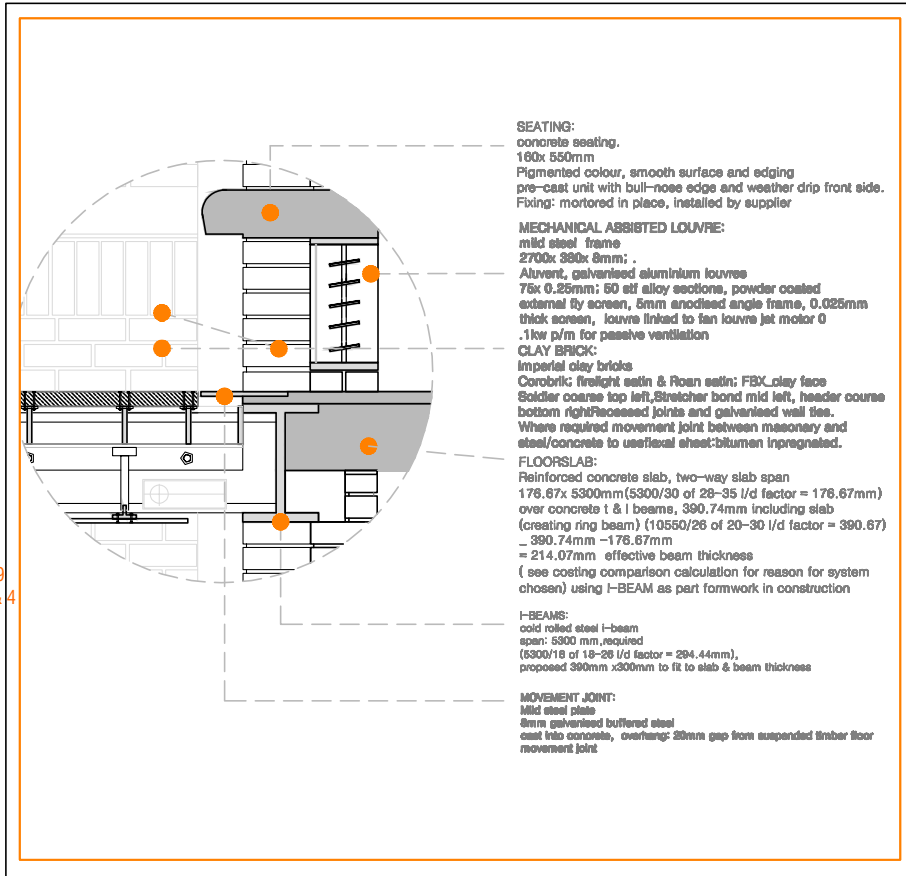 SEATING:
concrete seating.
160x 550mm
Pigmented colour, smooth surface and edging
pre-cast unit with bull-nose edge and weather drip front side.
Fixing: mortored in place, installed by supplier
MECHANICAL ASSISTED LOUVRE:
mild steel frame
2700x 380x 8mm; .
Aluvent, galvanised aluminium louvres
75x 0.25mm; 50 stf alloy sections, powder coated
external fly screen, 5mm anodised angle frame, 0.025mm
thick screen, louvre linked to fan louvre jet motor 0
.1kw p/m for passive ventilation
CLAY BRICK:
Imperial clay bricks
Corobrik; firelight satin & Roan satin; FBX_clay face
Soldier coarse top left,Stretcher bond mid left, header course
bottom rightRecessed joints and galvanised wall ties.
Where required movement joint between masonary and
steel/concrete to useflexal sheet:bitumen inpregnated.
FLOORSLAB:
Reinforced concrete slab, two-way slab span
176.67x 5300mm(5300/30 of 28-35 l/d factor = 176.67mm)
over concrete t & l beams, 390.74mm including slab
(creating ring beam) (10550/26 of 20-30 l/d factor = 390.67)
_ 390.74mm -176.67mm
= 214.07mm effective beam thickness
( see costing comparison calculation for reason for system
chosen) using I-BEAM as part formwork in construction
I-BEAMS:
cold rolled steel i-beam
span: 5300 mm,required
(5300/18 of 18-26 l/d factor = 294.44mm),
proposed 390mm x300mm to fit to slab & beam thickness
MOVEMENT JOINT:
Mild steel plate
8mm galvanised buffered steel
cast into concrete, overhang: 20mm gap from suspended timber floor
movement joint
9
4